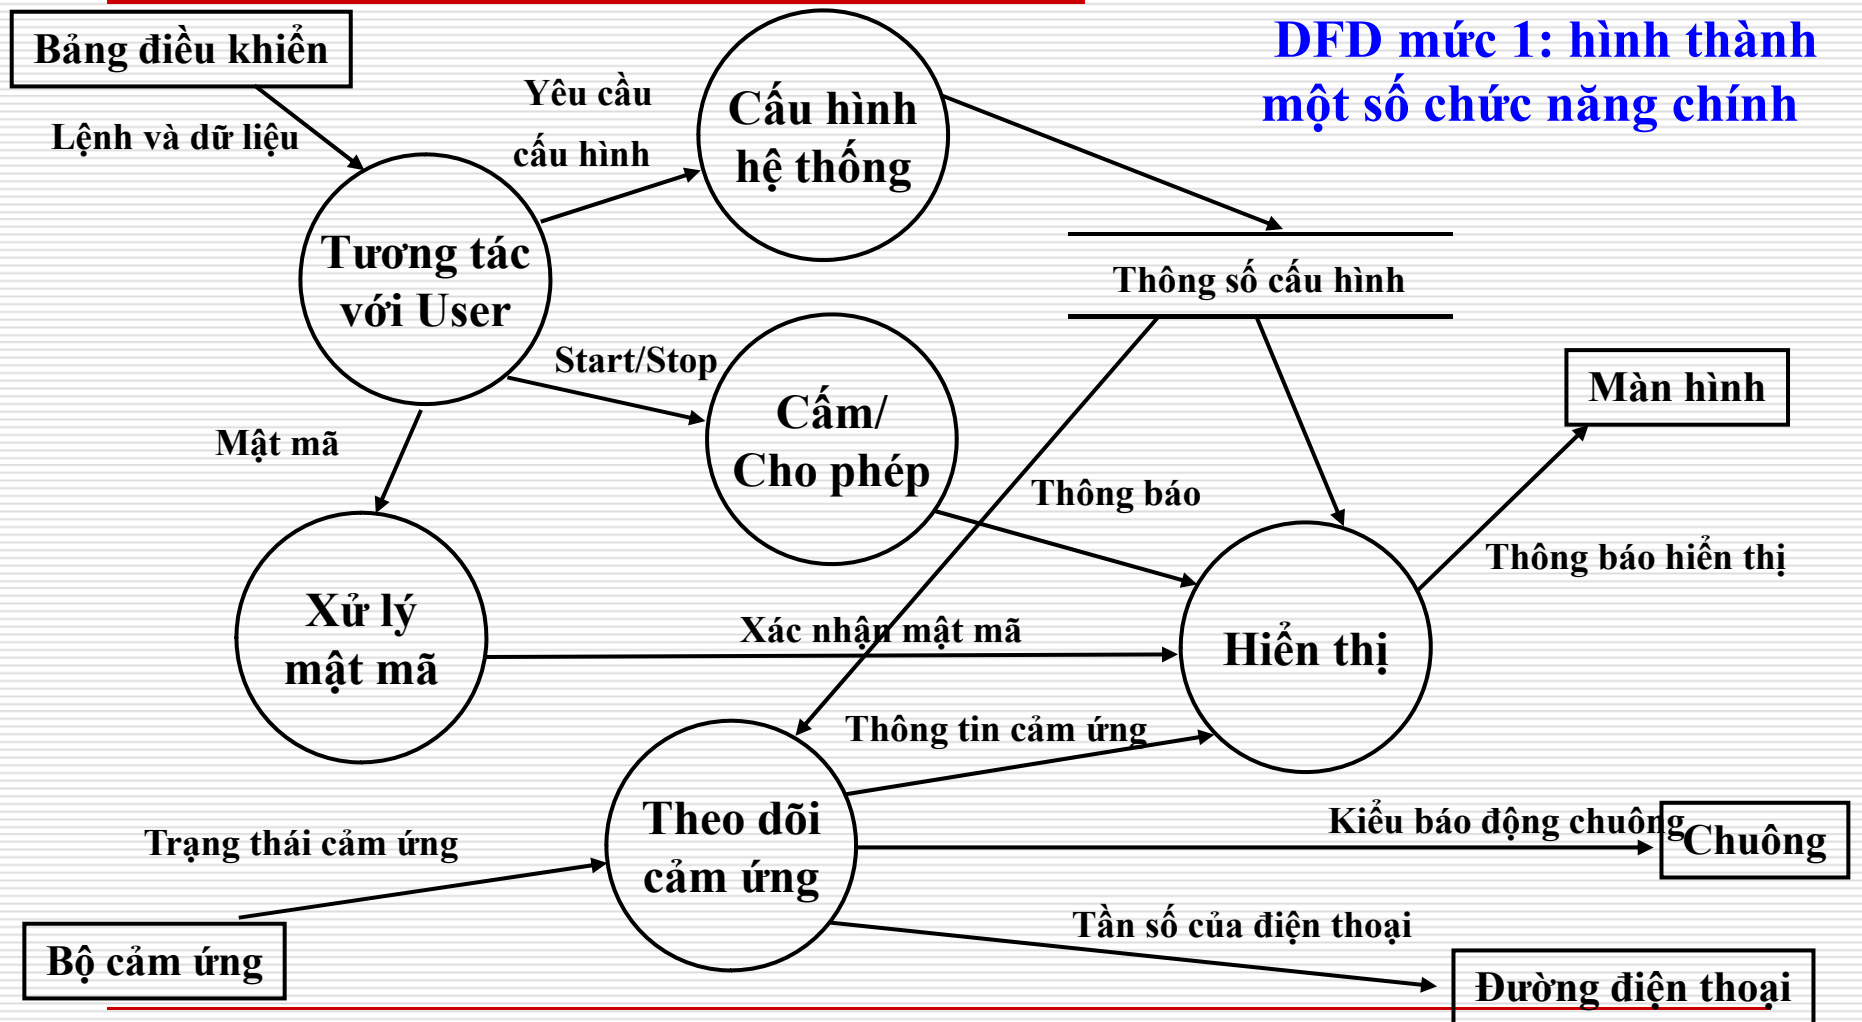 DFD mức 1: hình thành
một số chức năng chính
Bảng điều khiển
Lệnh và dữ liệu
Yêu cầu
cấu hình
Cấu hình
hệ thống
Tương tác
với User
Thông số cấu hình
Start/Stop
Cấm/
Cho phép
Màn hình
Mật mã
Thông báo
Thông báo hiển thị
Xử lý
mật mã
Xác nhận mật mã
Hiển thị
Thông tin cảm ứng
Theo dõi
cảm ứng
Trạng thái cảm ứng
Kiểu báo động chuông
Chuông
Tần số của điện thoại
Bộ cảm ứng
Đường điện thoại